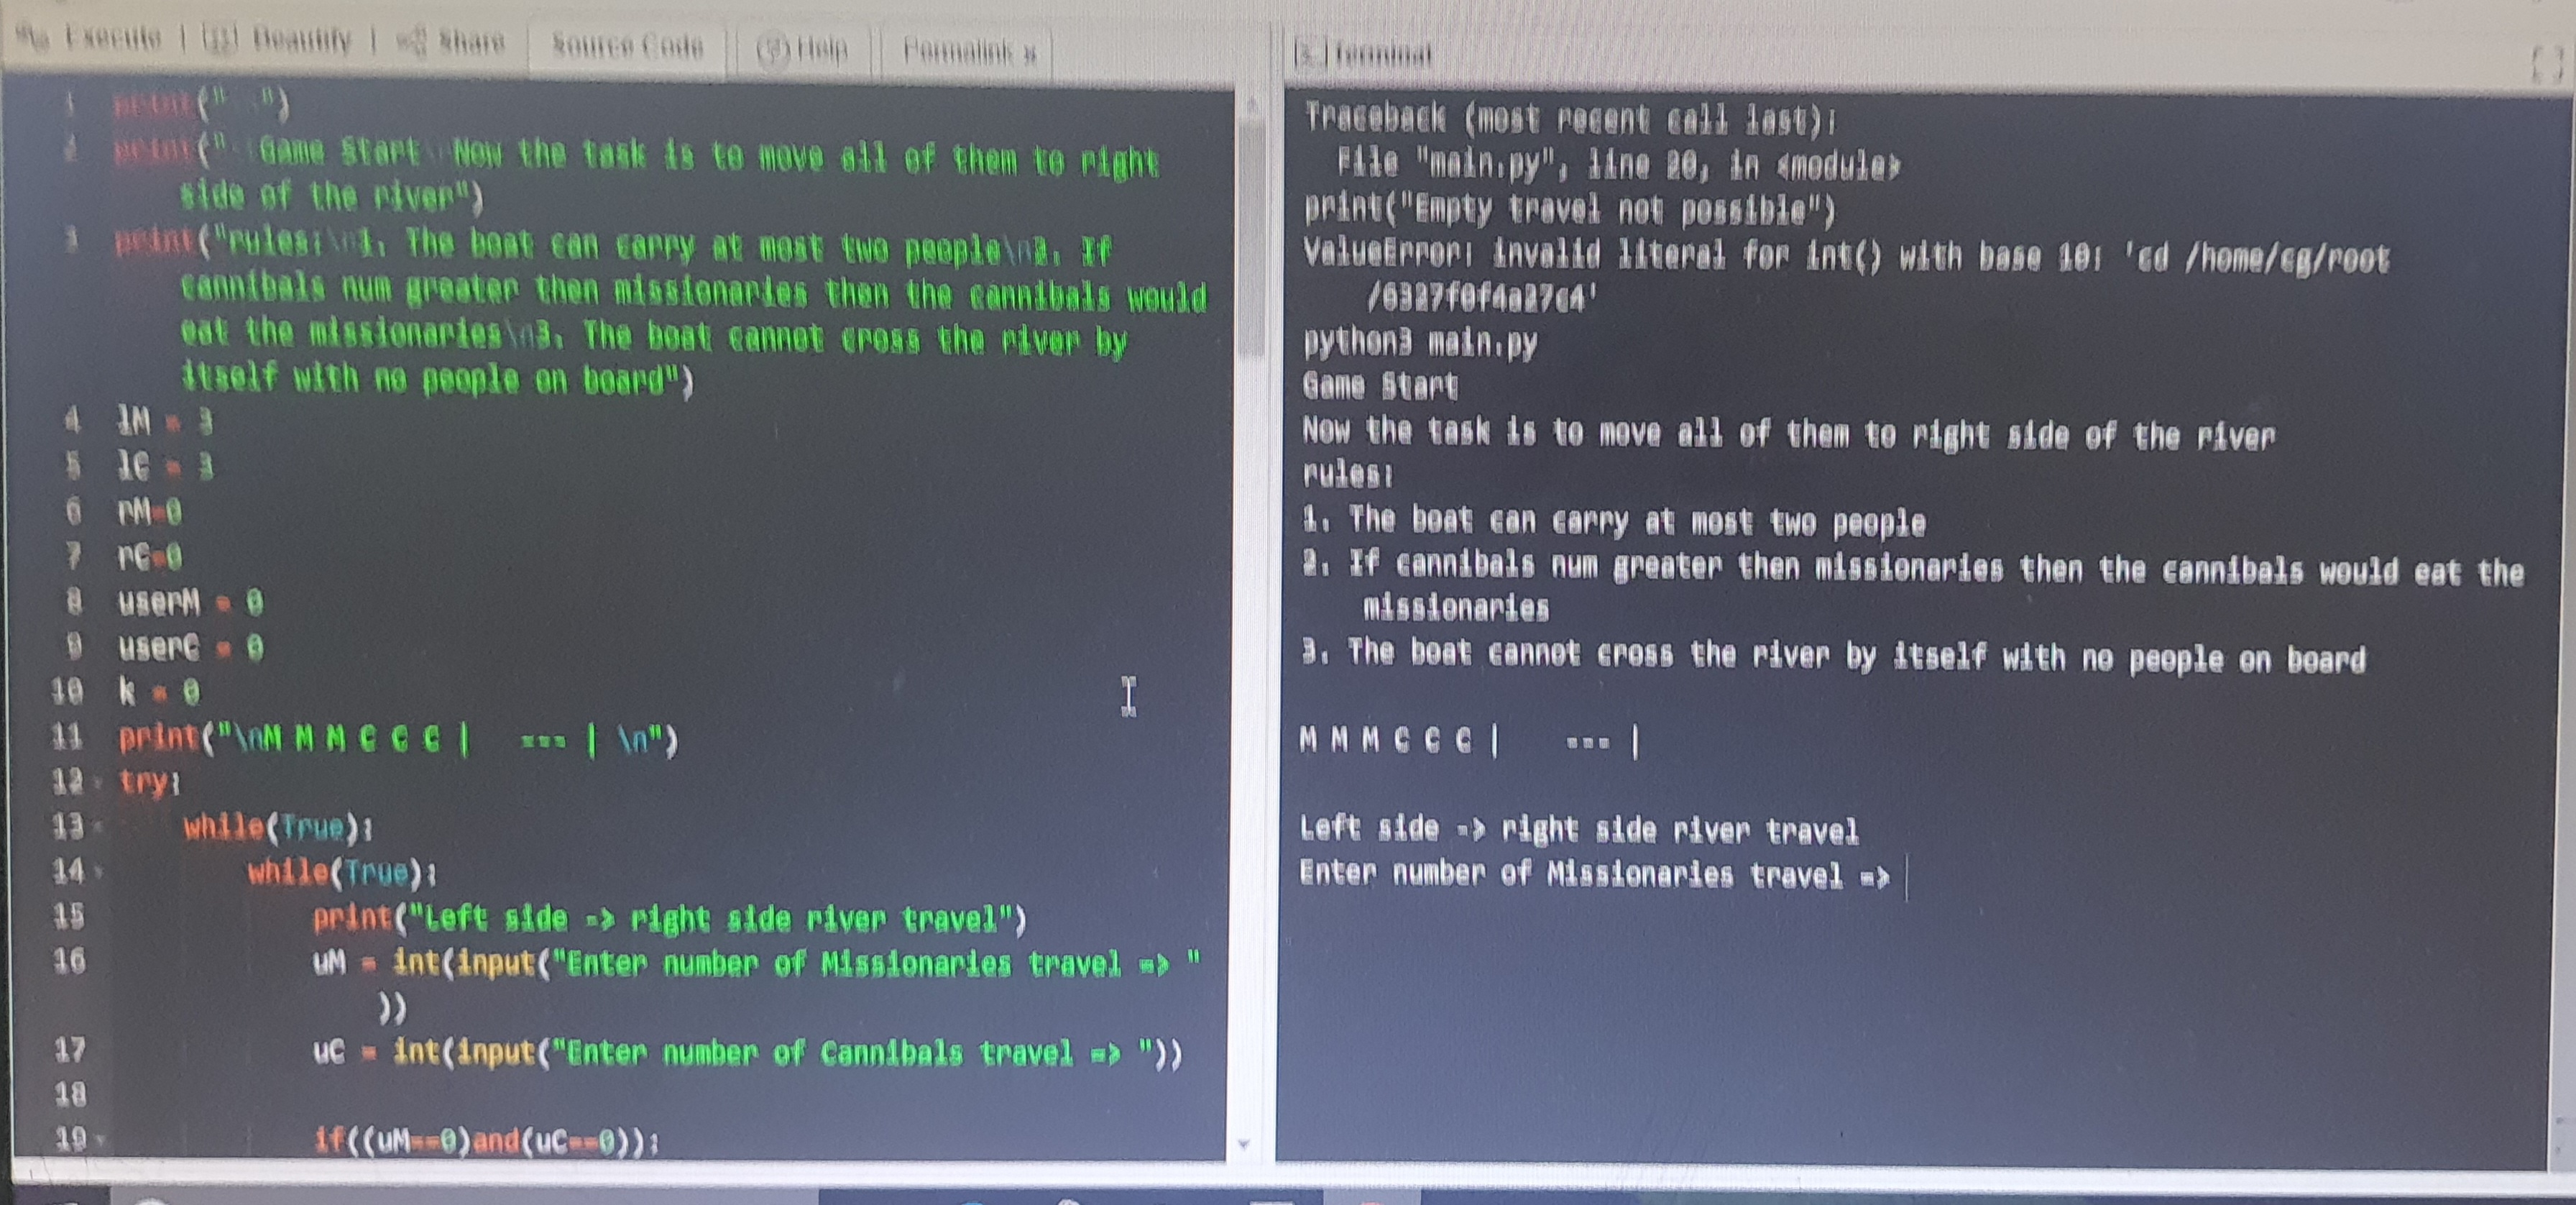 Execute | Beautify | Share Source Code Help Permalink x
Terminal
1 print(" ")
2 print(" Game Start Now the task is to move all of them to right
side of the river")
3 print("rules:\n1. The boat can carry at most two people\n2. If
cannibals num greater then missionaries then the cannibals would
eat the missionaries\n3. The boat cannot cross the river by
itself with no people on board")
4 lM = 3
5 lC = 3
6 rM=0
7 rC=0
8 userM = 0
9 userC = 0
10 k = 0
11 print("\nM M M C C C |   --- | \n")
12 try:
13 while(True):
14 while(True):
15 print("Left side -> right side river travel")
16 uM = int(input("Enter number of Missionaries travel => "
))
17 uC = int(input("Enter number of Cannibals travel => "))
18
19 if((uM==0)and(uC==0)):
Traceback (most recent call last):
File "main.py", line 20, in <module>
print("Empty travel not possible")
ValueError: invalid literal for int() with base 10: 'cd /home/cg/root
/6327f0f4a27c4'
python3 main.py
Game Start
Now the task is to move all of them to right side of the river
rules:
1. The boat can carry at most two people
2. If cannibals num greater then missionaries then the cannibals would eat the
missionaries
3. The boat cannot cross the river by itself with no people on board
M M M C C C |   --- |
Left side -> right side river travel
Enter number of Missionaries travel =>